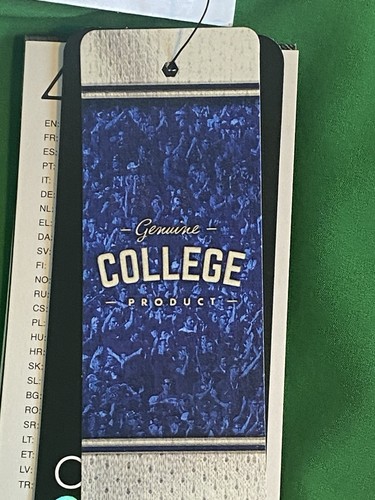 Genuine
COLLEGE
PRODUCT
EN:
FR:
ES:
PT:
IT:
DE:
NL:
EL:
DA:
SV:
FI:
NO:
RU:
CS:
PL:
HU:
HR:
SK:
SL:
BG:
RO:
SR:
LT:
ET:
LV:
TR: